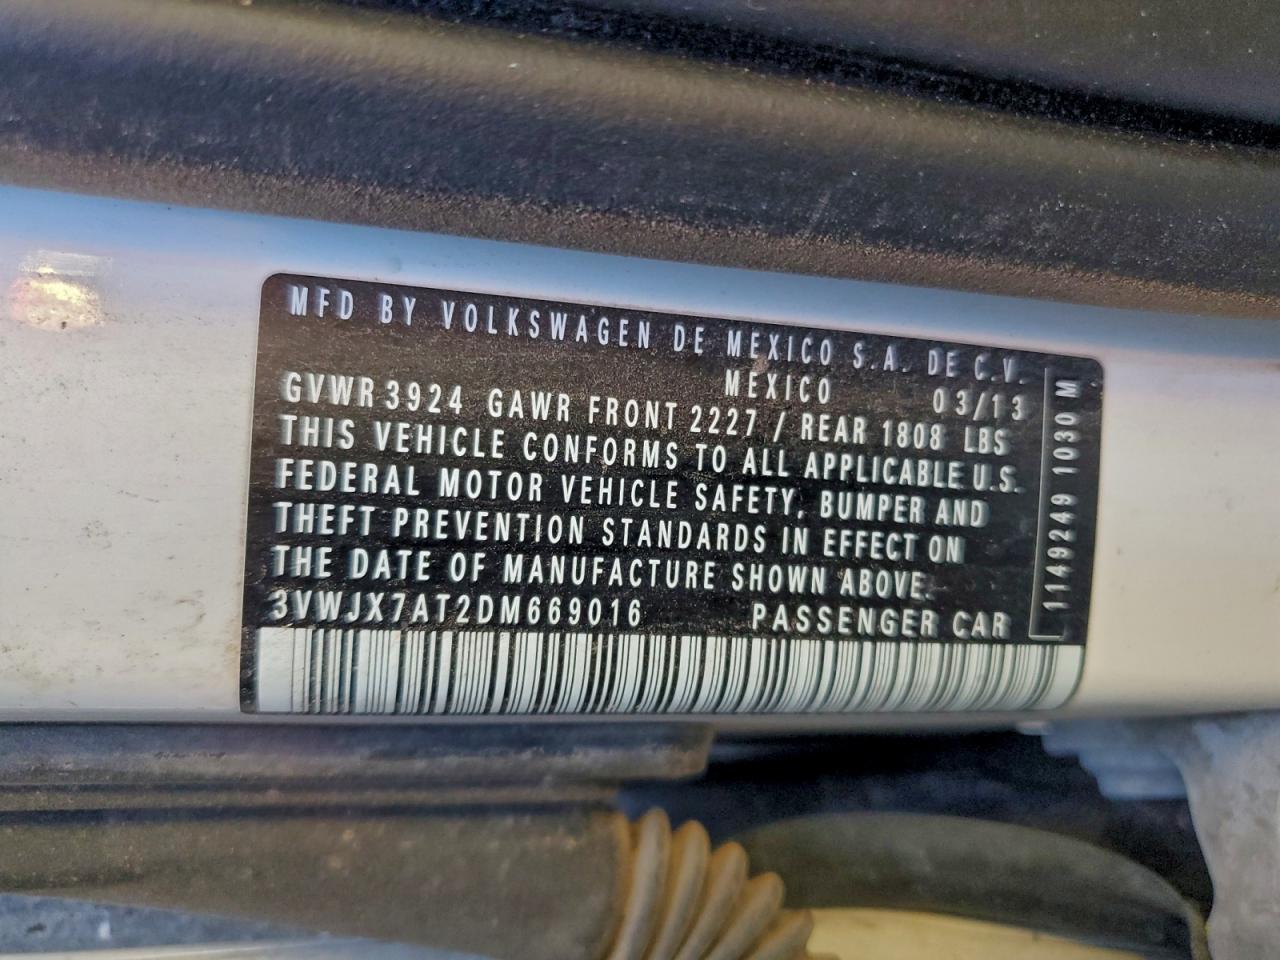 MFD BY VOLKSWAGEN DE MEXICO S.A. DE C.V.
MEXICO 03/13
GVWR 3924 GAWR FRONT 2227 / REAR 1808 LBS
THIS VEHICLE CONFORMS TO ALL APPLICABLE U.S.
FEDERAL MOTOR VEHICLE SAFETY, BUMPER AND
THEFT PREVENTION STANDARDS IN EFFECT ON
THE DATE OF MANUFACTURE SHOWN ABOVE.
3VWJX7AT2DM669016 PASSENGER CAR
1149249 1030 M